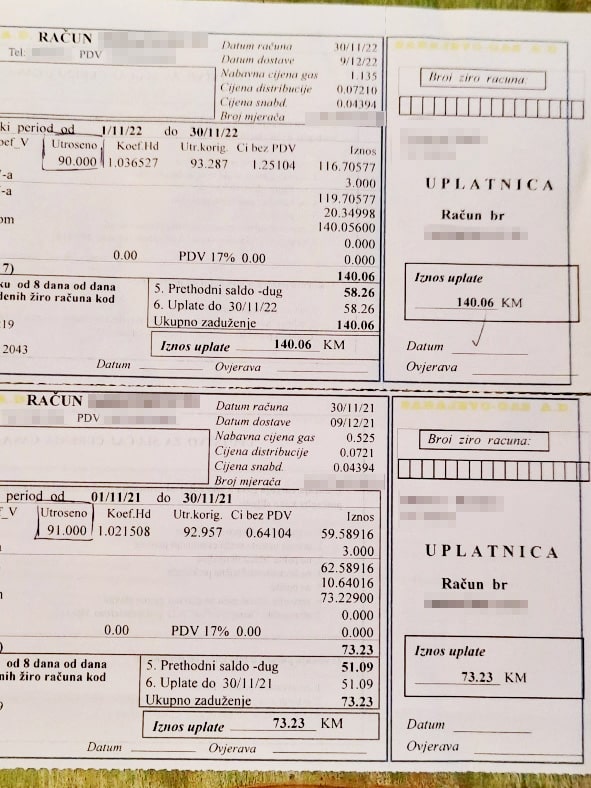 RAČUN
Tel: PDV
Datum računa 30/11/22
Datum dostave 9/12/22
Nabavna cijena gas 1.135
Cijena distribucije 0.07210
Cijena snabd. 0.04394
Broj mjerača
ki period od 1/11/22 do 30/11/22
oef_V Utroseno Koef.Hd Utr.korig. Ci bez PDV Iznos
90.000 1.036527 93.287 1.25104 116.70577
-a 3.000
-a 119.70577
om 20.34998
140.05600
0.000
0.00 PDV 17% 0.00 0.000
7) 140.06
ku od 8 dana od dana
đenih žiro računa kod
5. Prethodni saldo -dug 58.26
6. Uplate do 30/11/22 58.26
:19 Ukupno zaduženje 140.06
2043 Iznos uplate 140.06 KM
Datum Ovjerava
Broj ziro racuna:
UPLATNICA
Račun br
Iznos uplate
140.06 KM
Datum
Ovjerava
RAČUN
PDV
Datum računa 30/11/21
Datum dostave 09/12/21
Nabavna cijena gas 0.525
Cijena distribucije 0.0721
Cijena snabd. 0.04394
Broj mjerača
period od 01/11/21 do 30/11/21
_V Utroseno Koef.Hd Utr.korig. Ci bez PDV Iznos
91.000 1.021508 92.957 0.64104 59.58916
3.000
62.58916
10.64016
73.22900
0.000
0.00 PDV 17% 0.00 0.000
) 73.23
od 8 dana od dana
nih žiro računa kod
5. Prethodni saldo -dug 51.09
6. Uplate do 30/11/21 51.09
Ukupno zaduženje 73.23
Iznos uplate 73.23 KM
Datum Ovjerava
Broj ziro racuna:
UPLATNICA
Račun br
Iznos uplate
73.23 KM
Datum
Ovjerava